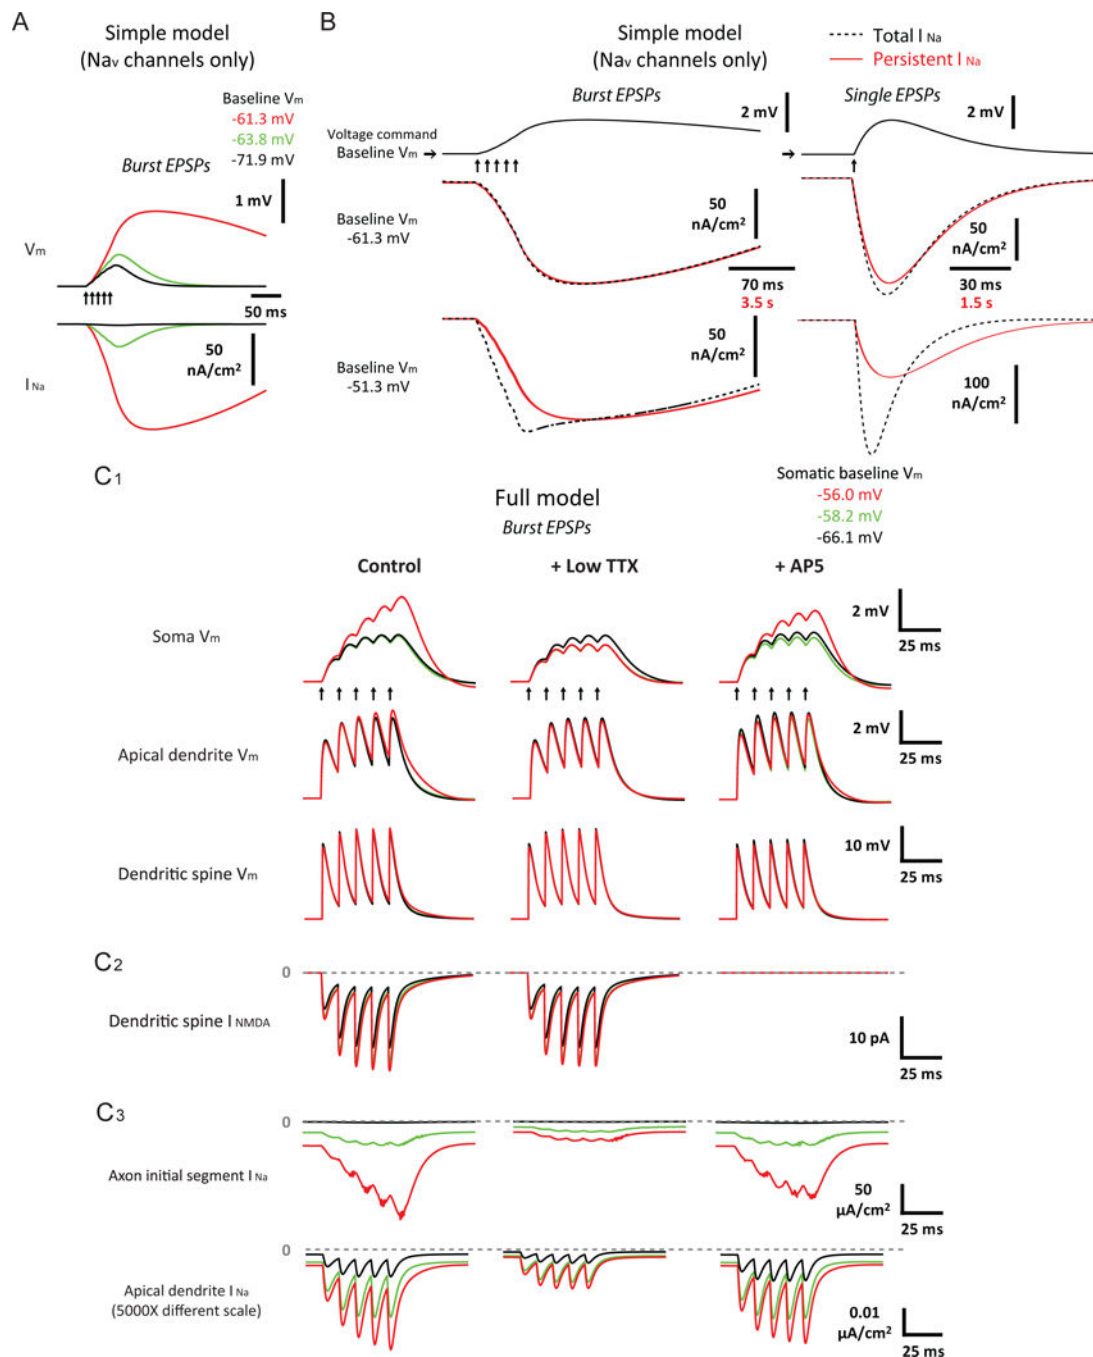 A
Simple model
(Nav channels only)
Baseline Vm
-61.3 mV
-63.8 mV
-71.9 mV
Burst EPSPs
1 mV
Vm
50 ms
50
nA/cm2
I Na
B
Simple model
(Nav channels only)
Total I Na
Persistent I Na
Burst EPSPs
Single EPSPs
2 mV
2 mV
Voltage command
Baseline Vm
Baseline Vm
-61.3 mV
50
nA/cm2
50
nA/cm2
70 ms
3.5 s
30 ms
1.5 s
Baseline Vm
-51.3 mV
50
nA/cm2
100
nA/cm2
C1
Full model
Burst EPSPs
Somatic baseline Vm
-56.0 mV
-58.2 mV
-66.1 mV
Control
+ Low TTX
+ AP5
Soma Vm
2 mV
25 ms
Apical dendrite Vm
2 mV
25 ms
Dendritic spine Vm
10 mV
25 ms
C2
0
Dendritic spine I NMDA
10 pA
25 ms
C3
0
Axon initial segment I Na
50
µA/cm2
25 ms
0
Apical dendrite I Na
(5000X different scale)
0.01
µA/cm2
25 ms